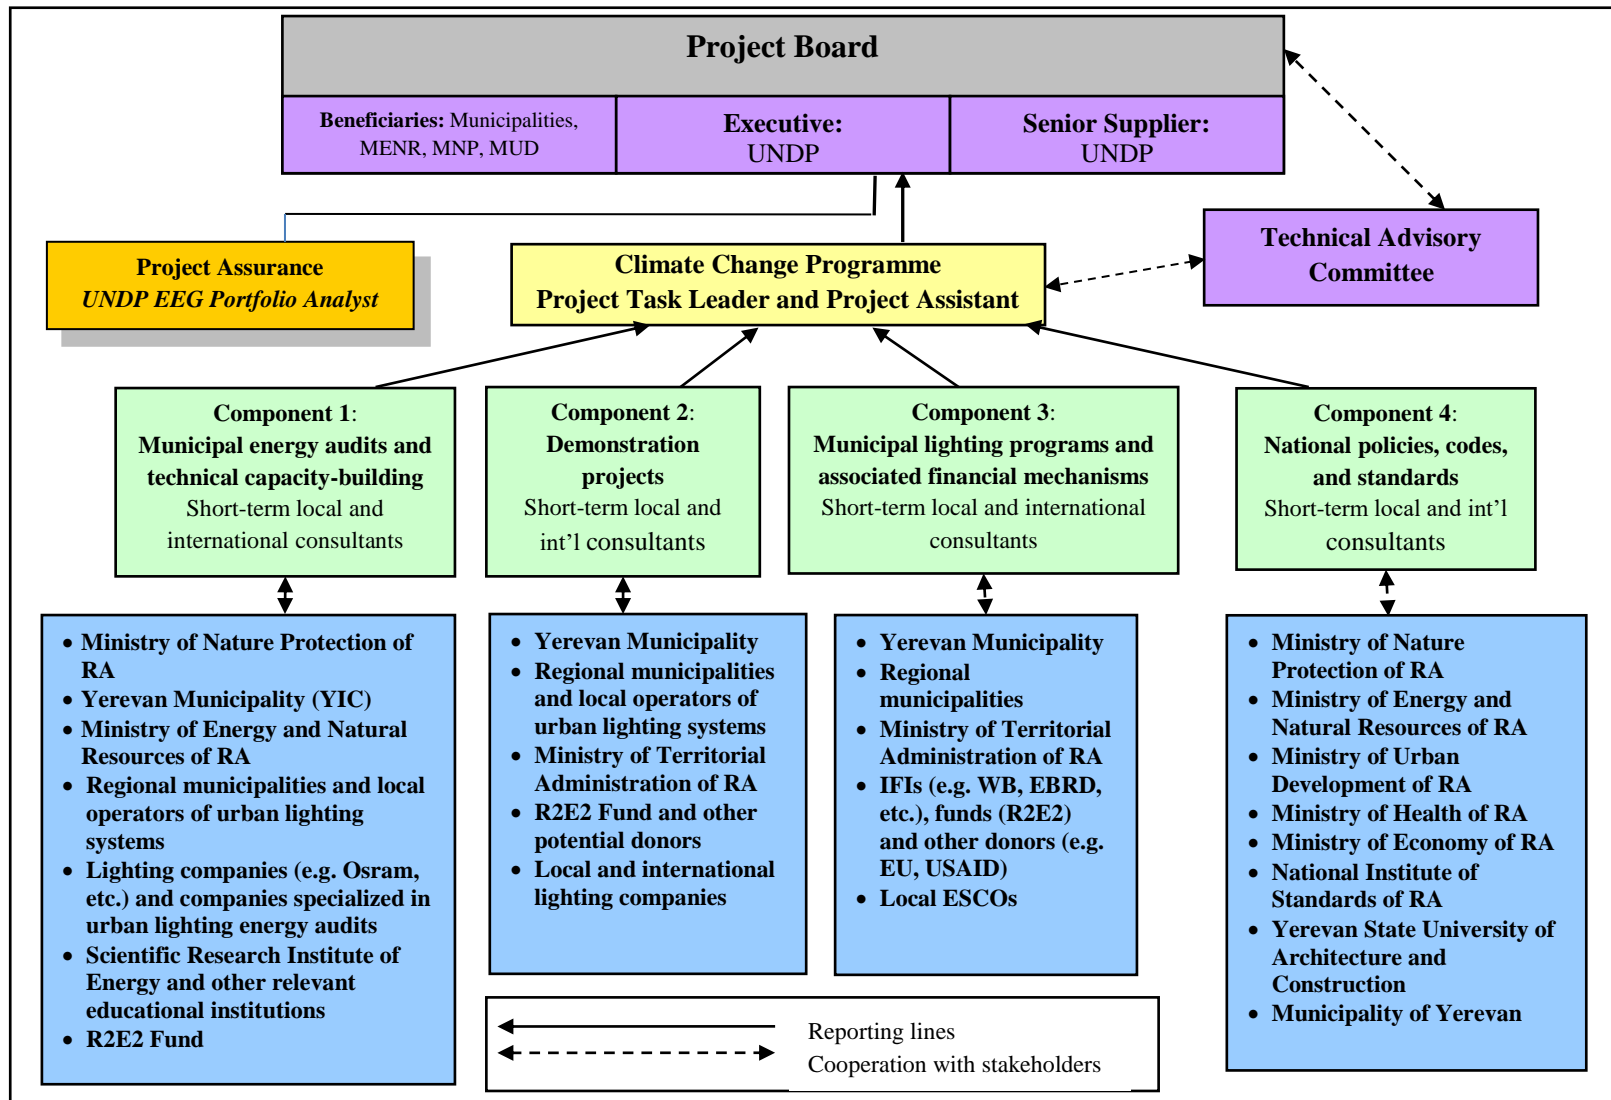 Project Board
Beneficiaries: Municipalities,
MENR, MNP, MUD
Executive:
UNDP
Senior Supplier:
UNDP
Technical Advisory
Committee
Project Assurance
UNDP EEG Portfolio Analyst
Climate Change Programme
Project Task Leader and Project Assistant
Component 1:
Municipal energy audits and
technical capacity-building
Short-term local and
international consultants
Component 2:
Demonstration
projects
Short-term local and
int’l consultants
Component 3:
Municipal lighting programs and
associated financial mechanisms
Short-term local and international
consultants
Component 4:
National policies, codes,
and standards
Short-term local and int’l
consultants
• Ministry of Nature Protection of
RA
• Yerevan Municipality (YIC)
• Ministry of Energy and Natural
Resources of RA
• Regional municipalities and local
operators of urban lighting
systems
• Lighting companies (e.g. Osram,
etc.) and companies specialized in
urban lighting energy audits
• Scientific Research Institute of
Energy and other relevant
educational institutions
• R2E2 Fund
• Yerevan Municipality
• Regional municipalities
and local operators of
urban lighting systems
• Ministry of Territorial
Administration of RA
• R2E2 Fund and other
potential donors
• Local and international
lighting companies
• Yerevan Municipality
• Regional
municipalities
• Ministry of Territorial
Administration of RA
• IFIs (e.g. WB, EBRD,
etc.), funds (R2E2)
and other donors (e.g.
EU, USAID)
• Local ESCOs
• Ministry of Nature
Protection of RA
• Ministry of Energy and
Natural Resources of RA
• Ministry of Urban
Development of RA
• Ministry of Health of RA
• Ministry of Economy of RA
• National Institute of
Standards of RA
• Yerevan State University of
Architecture and
Construction
• Municipality of Yerevan
Reporting lines
Cooperation with stakeholders